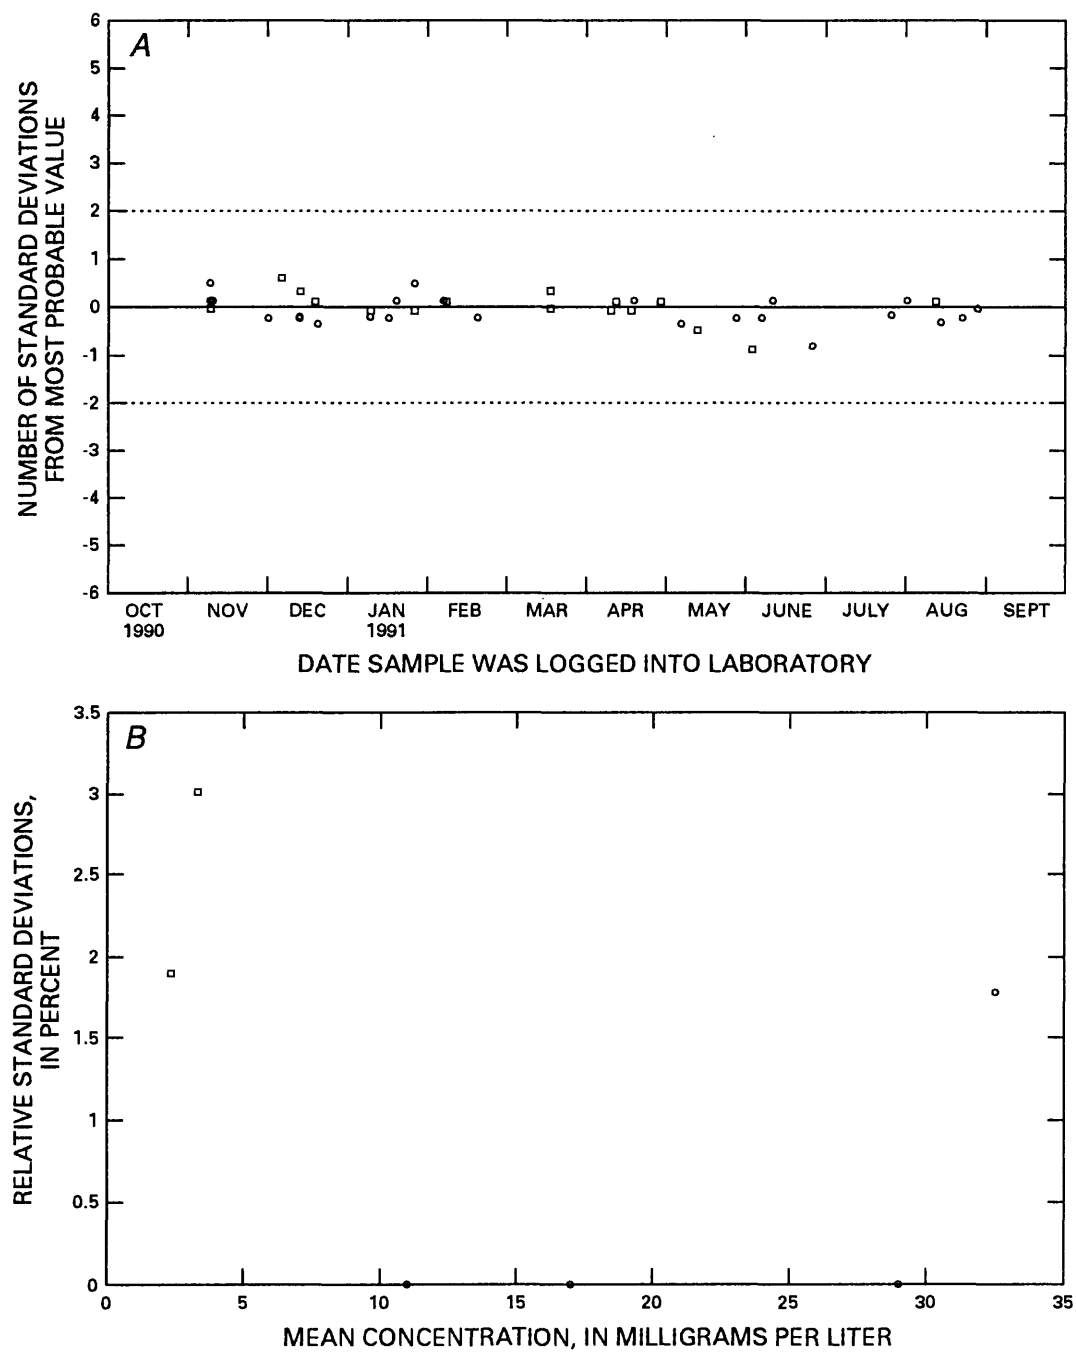 A
6
5
4
3
2
1
0
-1
-2
-3
-4
-5
-6
NUMBER OF STANDARD DEVIATIONS
FROM MOST PROBABLE VALUE
OCT NOV DEC JAN FEB MAR APR MAY JUNE JULY AUG SEPT
1990 1991
DATE SAMPLE WAS LOGGED INTO LABORATORY
B
3.5
3
2.5
2
1.5
1
0.5
0
RELATIVE STANDARD DEVIATIONS,
IN PERCENT
0 5 10 15 20 25 30 35
MEAN CONCENTRATION, IN MILLIGRAMS PER LITER